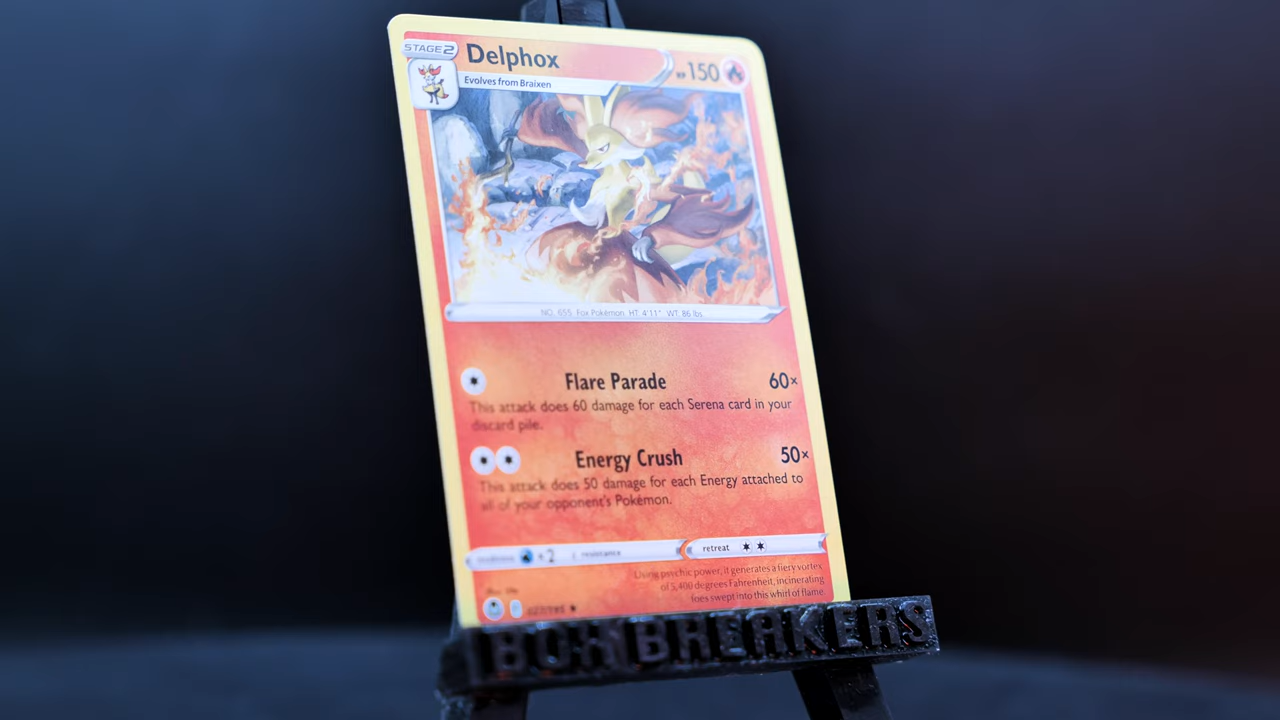 STAGE2
Delphox
HP 150
Evolves from Braixen
NO. 655 Fox Pokémon HT: 4'11" WT: 86 lbs.
Flare Parade 60×
This attack does 60 damage for each Serena card in your
discard pile.
Energy Crush 50×
This attack does 50 damage for each Energy attached to
all of your opponent's Pokémon.
weakness ×2 resistance retreat
Using psychic power, it generates a fiery vortex
of 5,400 degrees Fahrenheit, incinerating
foes swept into this whirl of flame.
BOX BREAKERS